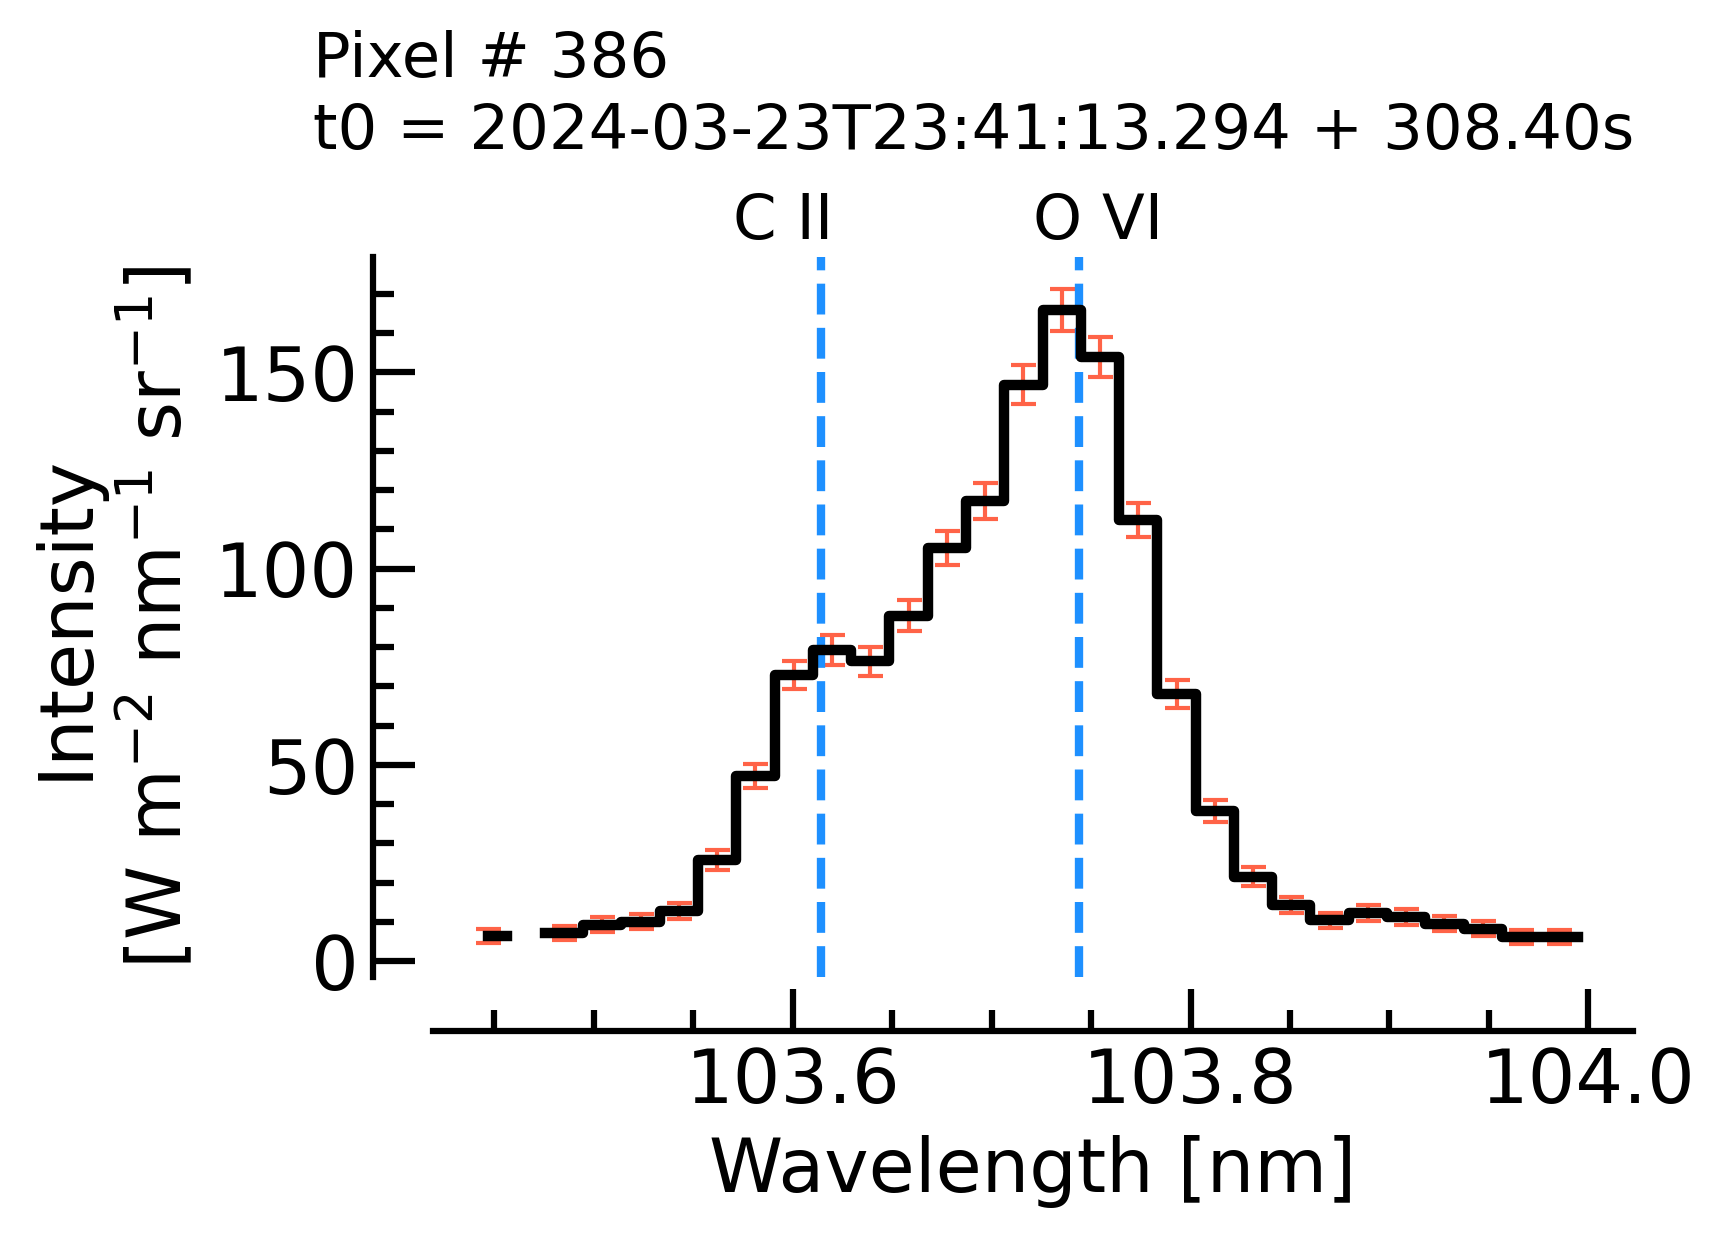 Pixel # 386
t0 = 2024-03-23T23:41:13.294 + 308.40s
C II O VI
Intensity
[W m⁻² nm⁻¹ sr⁻¹]
150
100
50
0
103.6 103.8 104.0
Wavelength [nm]